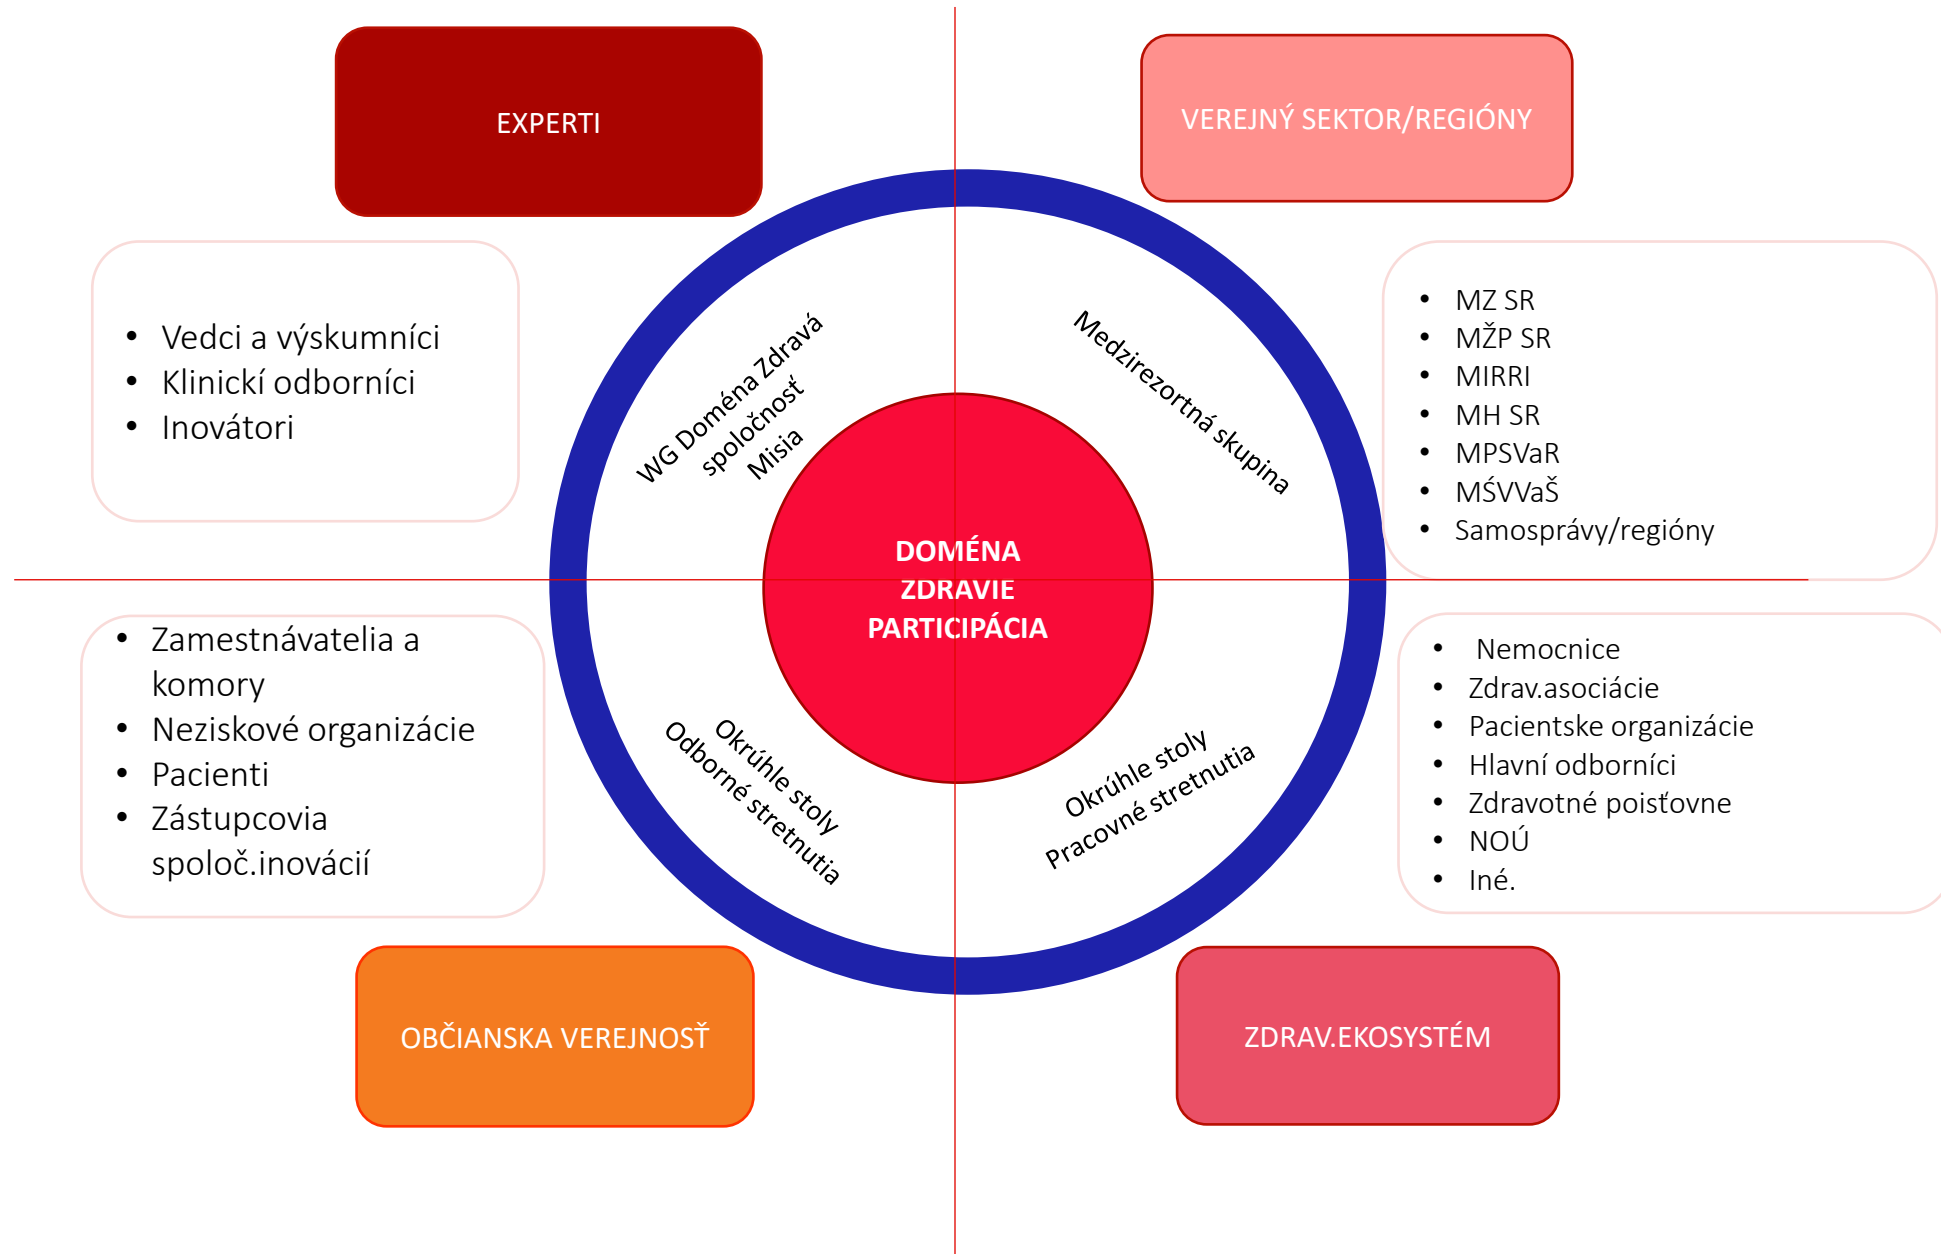 EXPERTI
VEREJNÝ SEKTOR/REGIÓNY
• Vedci a výskumníci
• Klinickí odborníci
• Inovátori
WG Doména Zdravá
spoločnosť
Misia
Medzirezortná skupina
• MZ SR
• MŽP SR
• MIRRI
• MH SR
• MPSVaR
• MŚVVaŠ
• Samosprávy/regióny
DOMÉNA
ZDRAVIE
PARTICIPÁCIA
• Zamestnávatelia a
komory
• Neziskové organizácie
• Pacienti
• Zástupcovia
spoloč.inovácií
Okrúhle stoly
Odborné stretnutia
Okrúhle stoly
Pracovné stretnutia
• Nemocnice
• Zdrav.asociácie
• Pacientske organizácie
• Hlavní odborníci
• Zdravotné poisťovne
• NOÚ
• Iné.
OBČIANSKA VEREJNOSŤ
ZDRAV.EKOSYSTÉM